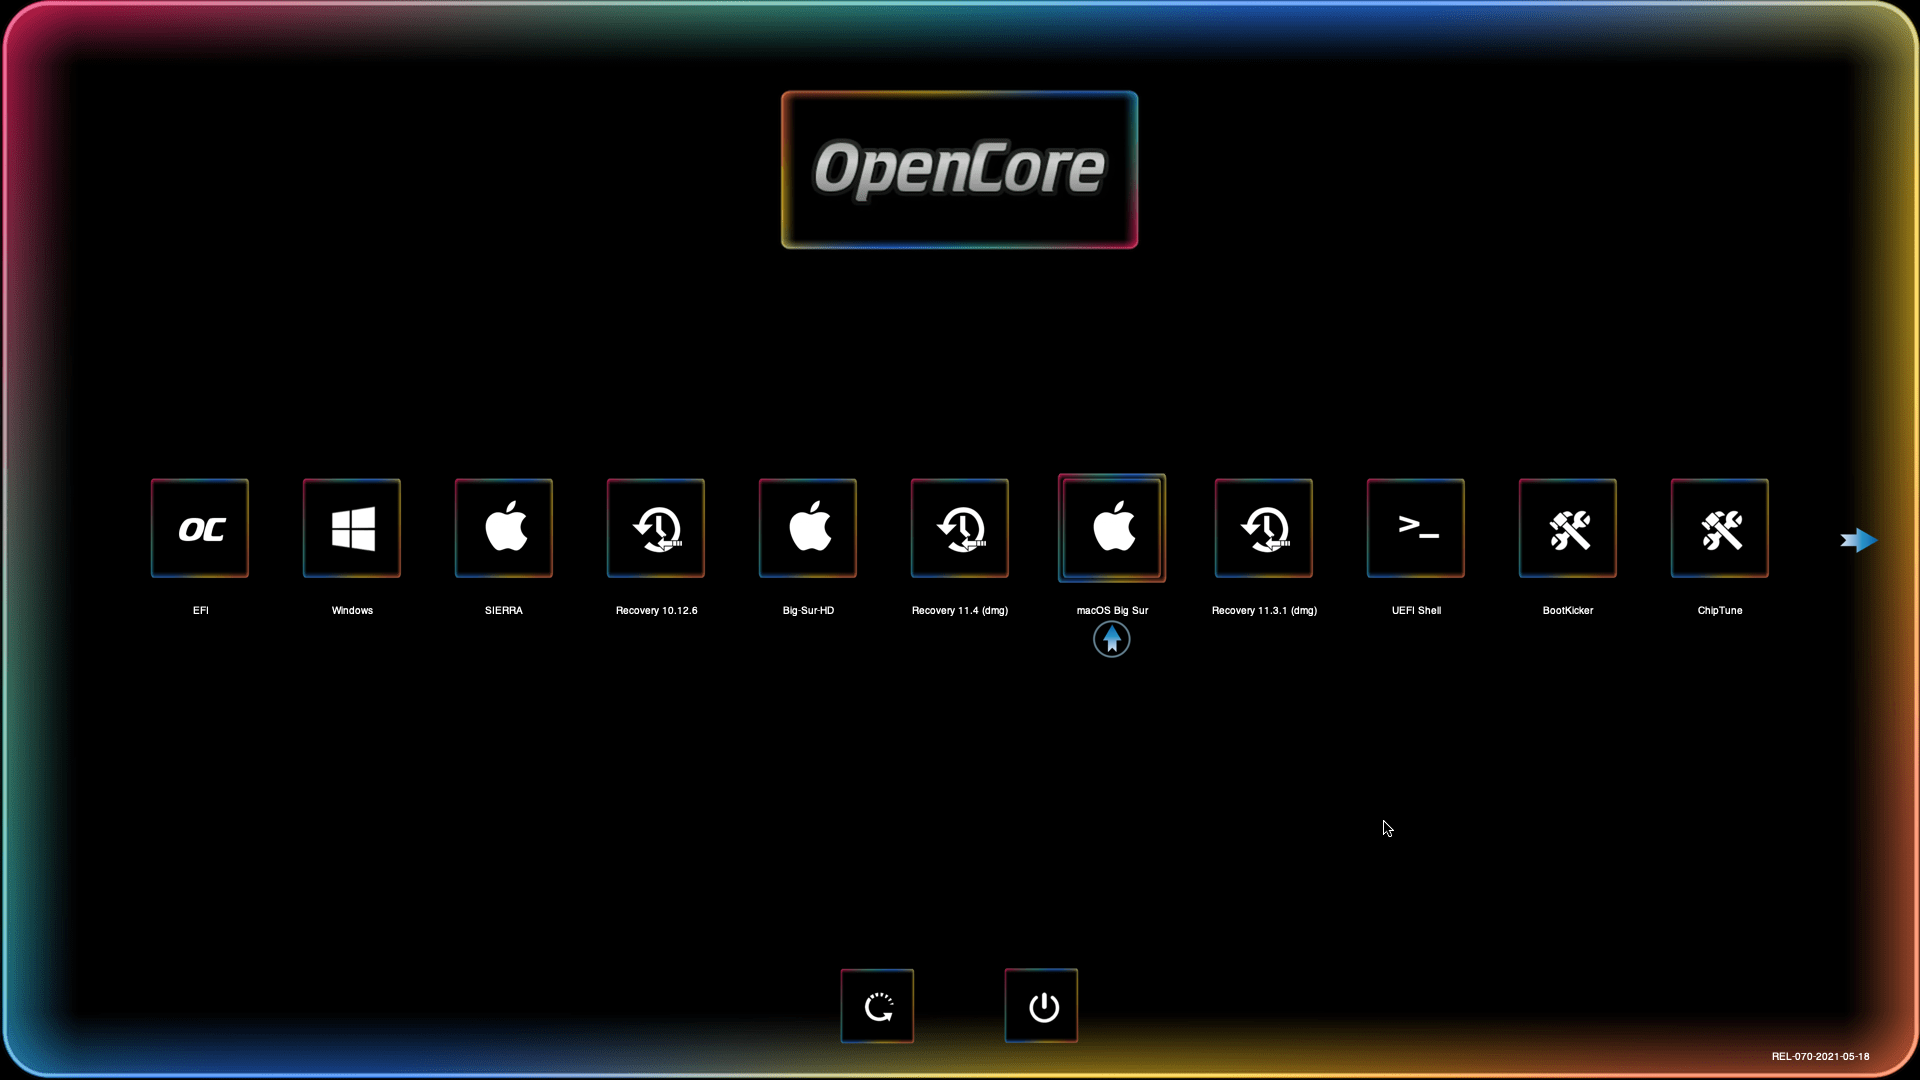 OpenCore
OC
>_
EFI
Windows
SIERRA
Recovery 10.12.6
Big-Sur-HD
Recovery 11.4 (dmg)
macOS Big Sur
Recovery 11.3.1 (dmg)
UEFI Shell
BootKicker
ChipTune
REL-070-2021-05-18